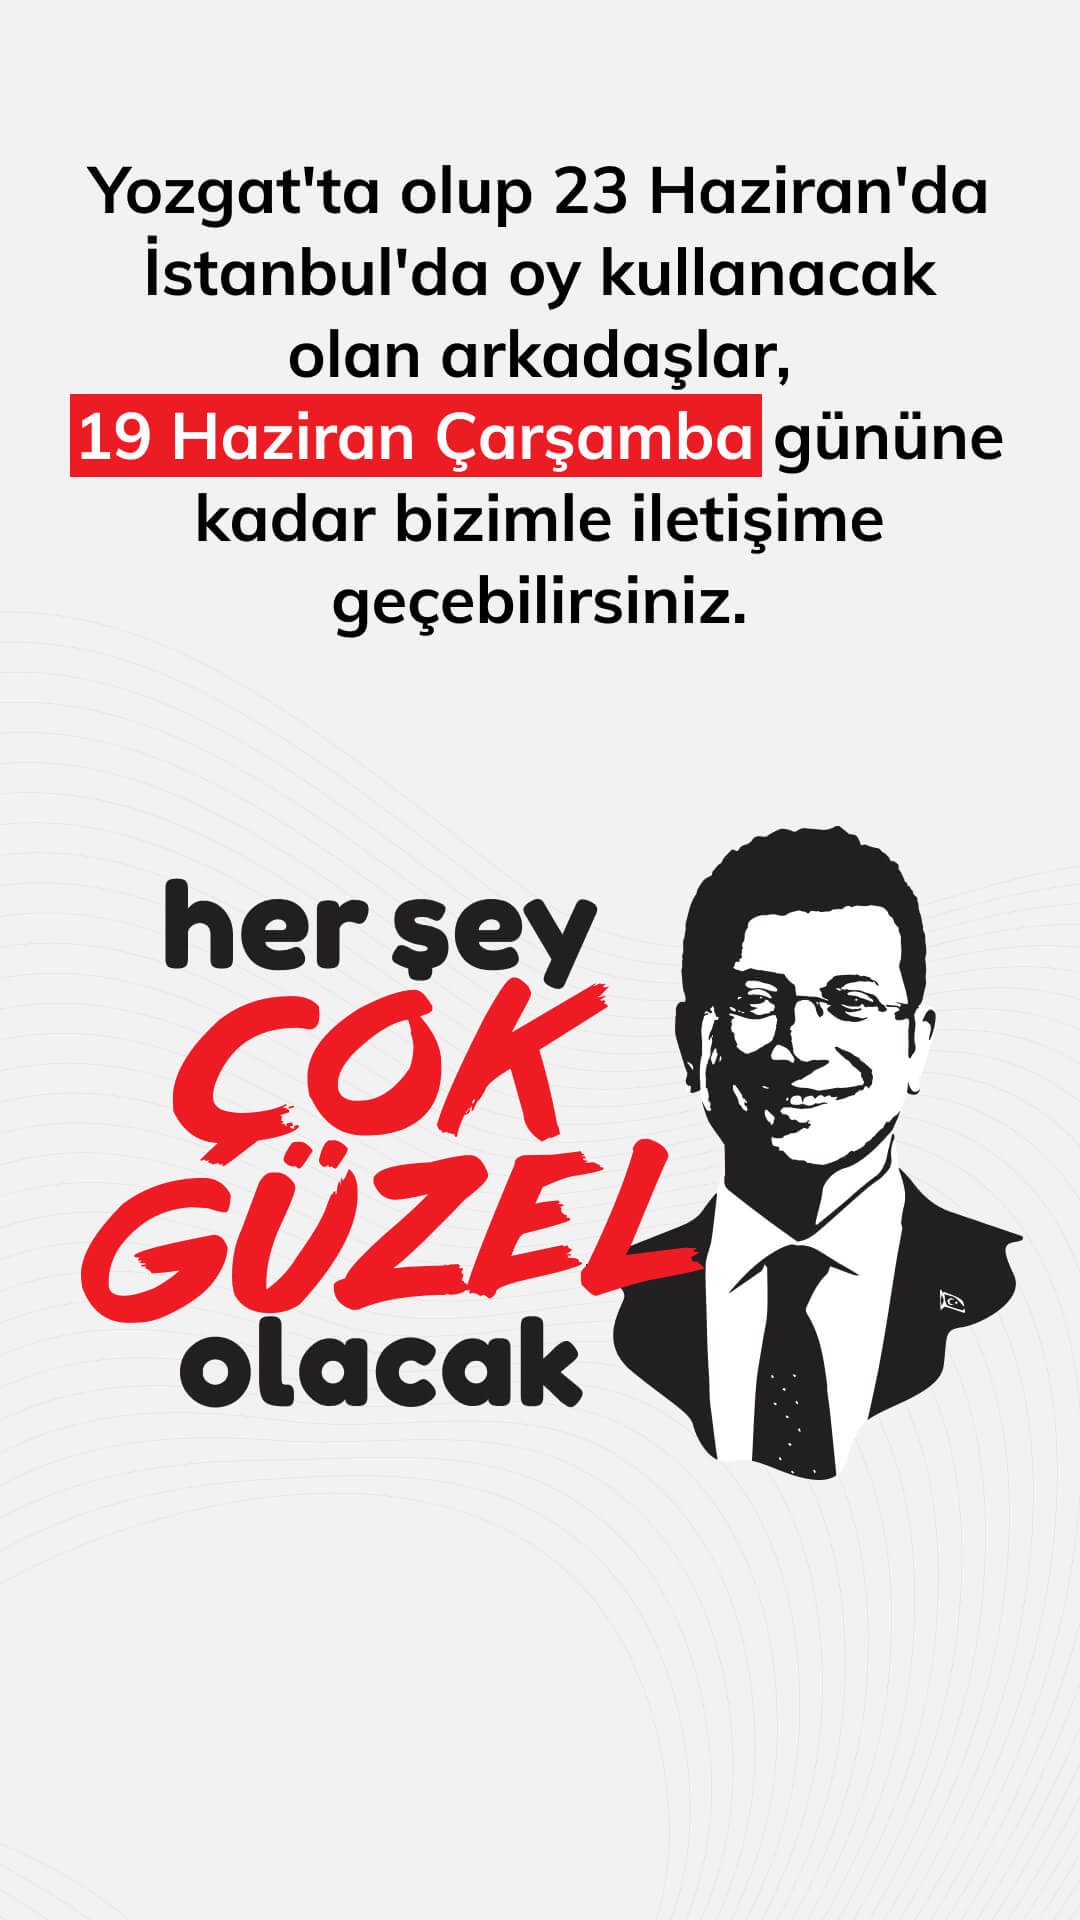 Yozgat'ta olup 23 Haziran'da
İstanbul'da oy kullanacak
olan arkadaşlar,
19 Haziran Çarşamba gününe
kadar bizimle iletişime
geçebilirsiniz.
her şey
ÇOK
GÜZEL
olacak